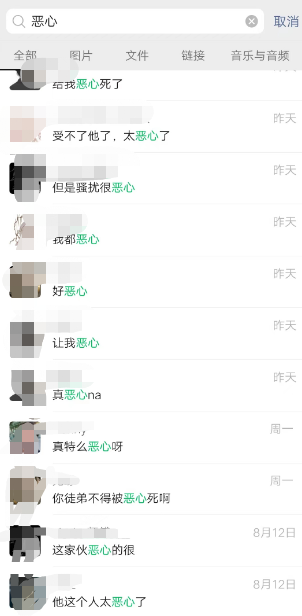 恶心
取消
全部 图片 文件 链接 音乐与音频
给我恶心死了
昨天
受不了他了，太恶心了
昨天
但是骚扰很恶心
昨天
我都恶心
昨天
好恶心
昨天
让我恶心
昨天
真恶心na
周一
真特么恶心呀
周一
你徒弟不得被恶心死啊
8月12日
这家伙恶心的很
8月12日
他这个人太恶心了